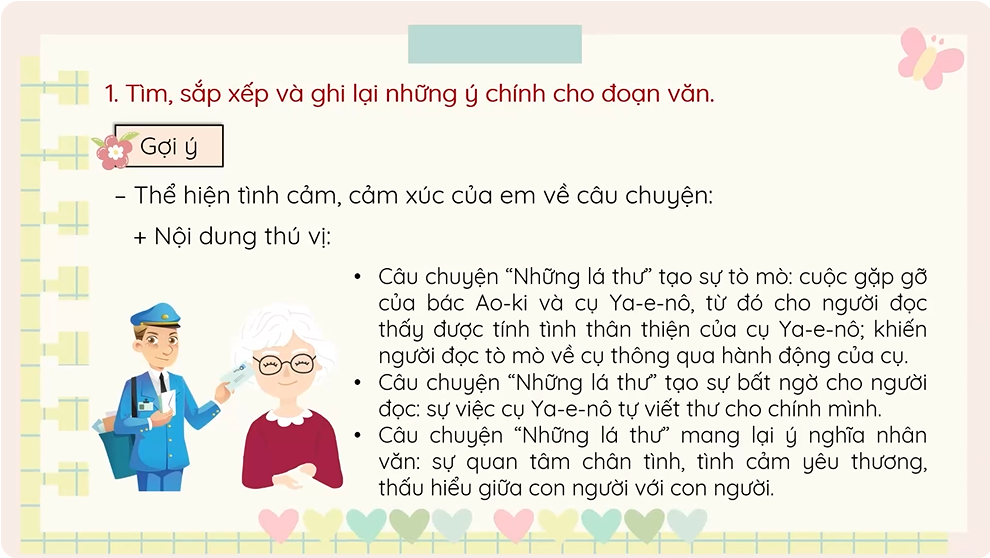 1. Tìm, sắp xếp và ghi lại những ý chính cho đoạn văn.
Gợi ý
– Thể hiện tình cảm, cảm xúc của em về câu chuyện:
+ Nội dung thú vị:
• Câu chuyện “Những lá thư” tạo sự tò mò: cuộc gặp gỡ
của bác Ao-ki và cụ Ya-e-nô, từ đó cho người đọc
thấy được tính tình thân thiện của cụ Ya-e-nô; khiến
người đọc tò mò về cụ thông qua hành động của cụ.
• Câu chuyện “Những lá thư” tạo sự bất ngờ cho người
đọc: sự việc cụ Ya-e-nô tự viết thư cho chính mình.
• Câu chuyện “Những lá thư” mang lại ý nghĩa nhân
văn: sự quan tâm chân tình, tình cảm yêu thương,
thấu hiểu giữa con người với con người.